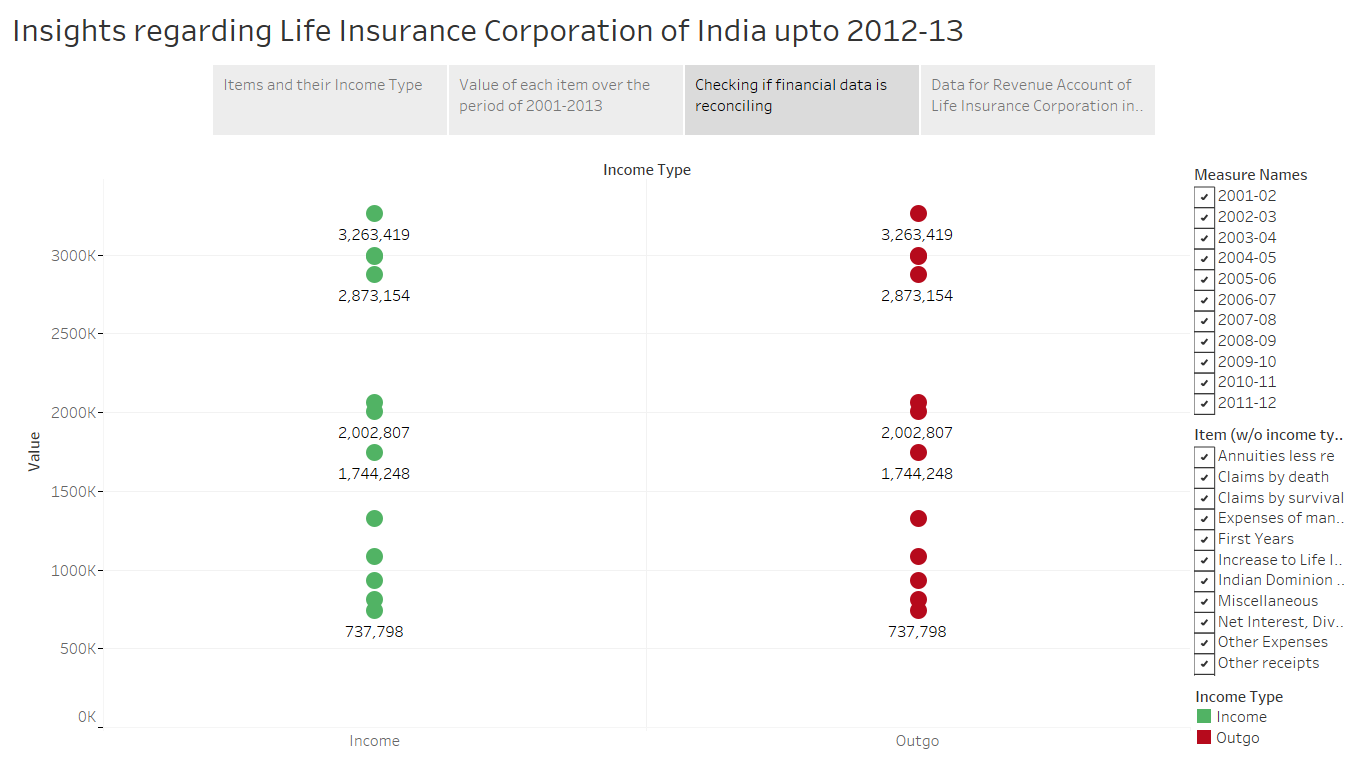 Insights regarding Life Insurance Corporation of India upto 2012-13
Items and their Income Type
Value of each item over the
period of 2001-2013
Checking if financial data is
reconciling
Data for Revenue Account of
Life Insurance Corporation in..
Income Type
Value
3000K
2500K
2000K
1500K
1000K
500K
0K
3,263,419
2,873,154
2,002,807
1,744,248
737,798
3,263,419
2,873,154
2,002,807
1,744,248
737,798
Income
Outgo
Measure Names
2001-02
2002-03
2003-04
2004-05
2005-06
2006-07
2007-08
2008-09
2009-10
2010-11
2011-12
Item (w/o income ty..
Annuities less re
Claims by death
Claims by survival
Expenses of man..
First Years
Increase to Life I..
Indian Dominion ..
Miscellaneous
Net Interest, Div..
Other Expenses
Other receipts
Income Type
Income
Outgo